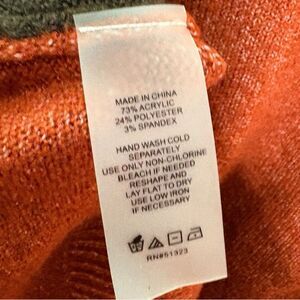 MADE IN CHINA
73% ACRYLIC
24% POLYESTER
3% SPANDEX
HAND WASH COLD
SEPARATELY
USE ONLY NON-CHLORINE
BLEACH IF NEEDED
RESHAPE AND
LAY FLAT TO DRY
USE LOW IRON
IF NECESSARY
RN#51323